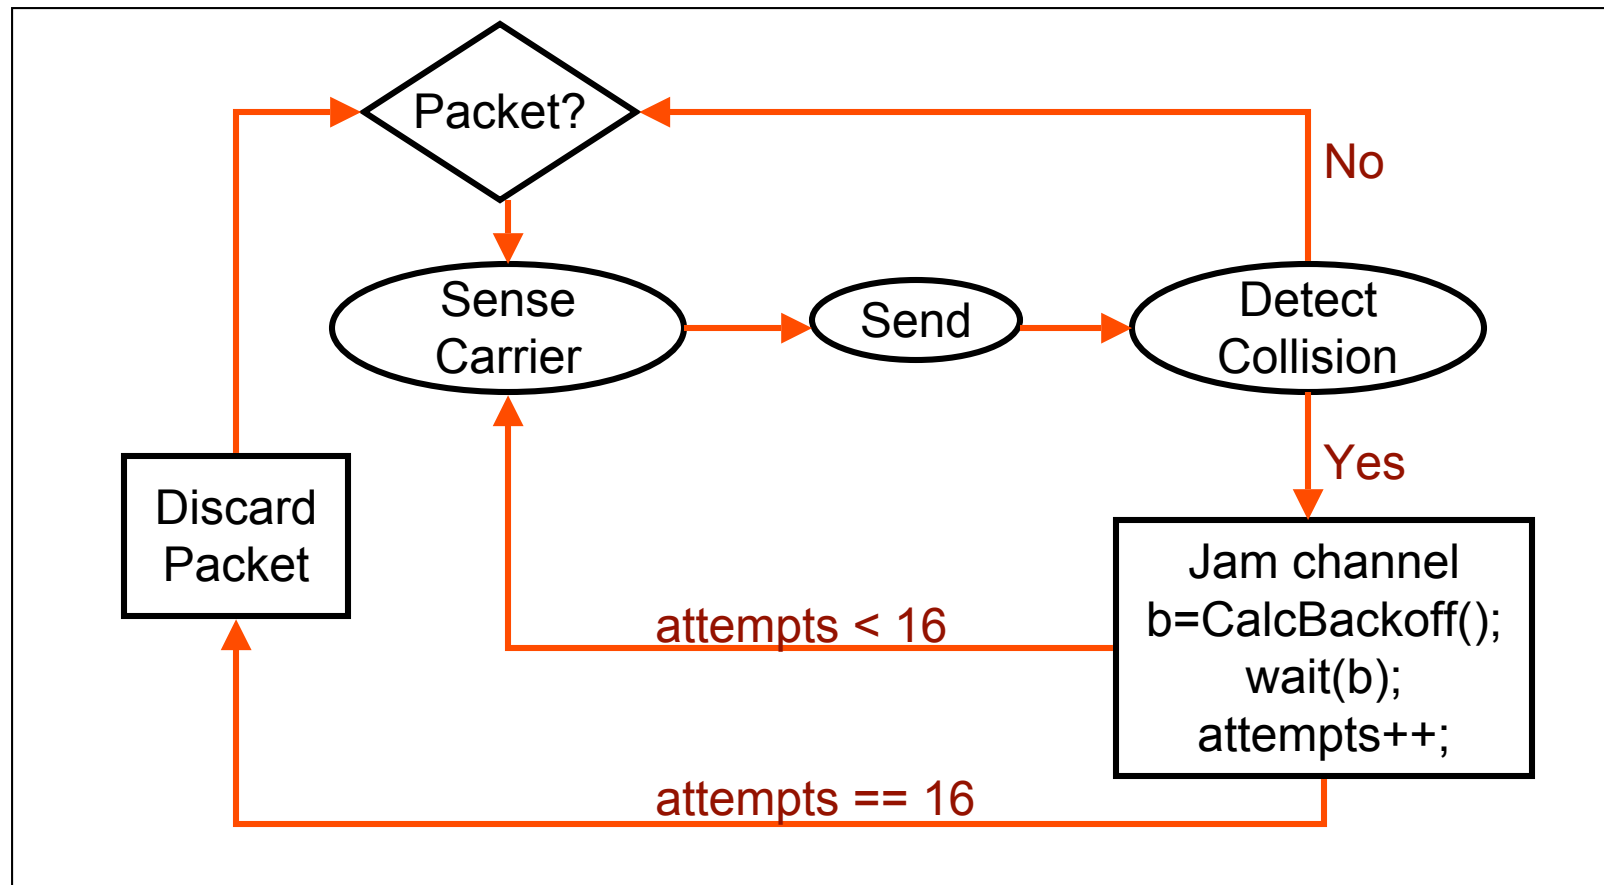 Packet?
No
Sense
Carrier
Send
Detect
Collision
Yes
Discard
Packet
Jam channel
b=CalcBackoff();
wait(b);
attempts++;
attempts < 16
attempts == 16